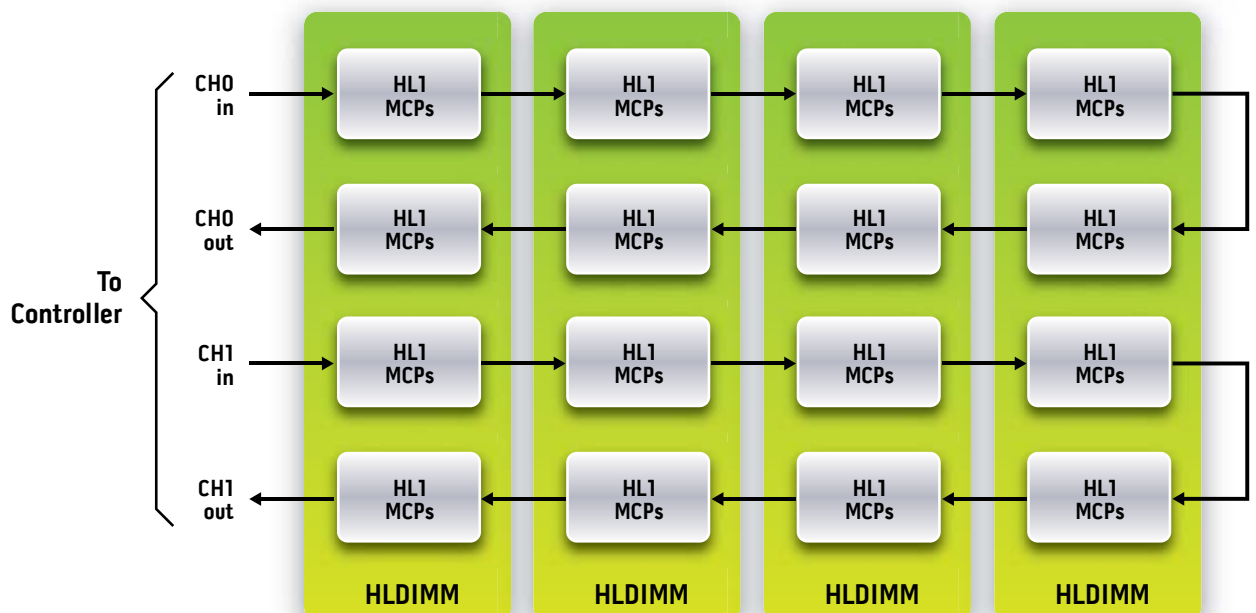 CH0
in
HL1
MCPs
HL1
MCPs
HL1
MCPs
HL1
MCPs
CH0
out
HL1
MCPs
HL1
MCPs
HL1
MCPs
HL1
MCPs
To
Controller
CH1
in
HL1
MCPs
HL1
MCPs
HL1
MCPs
HL1
MCPs
CH1
out
HL1
MCPs
HL1
MCPs
HL1
MCPs
HL1
MCPs
HLDIMM
HLDIMM
HLDIMM
HLDIMM